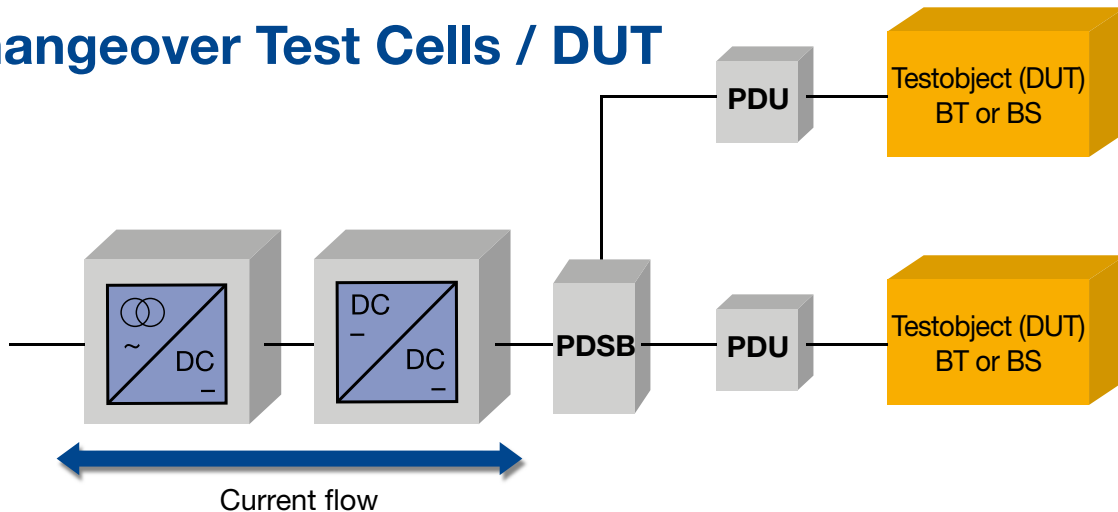 hangeover Test Cells / DUT
PDU
Testobject (DUT)
BT or BS
~
DC
–
DC
–
DC
–
PDSB
PDU
Testobject (DUT)
BT or BS
Current flow